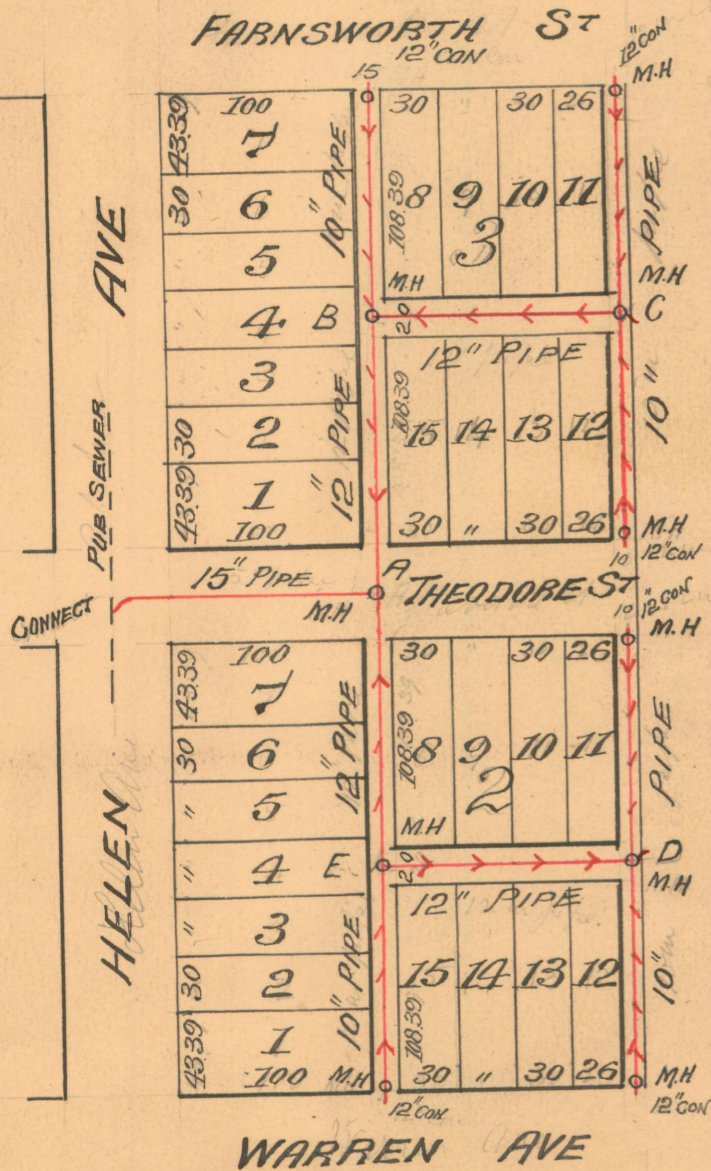 FARNSWORTH ST
12" CON
15
12" CON
M.H
43.39
100
7
30
6
5
4
3
30
2
43.39
1
100
10" PIPE
B
12" PIPE
30
"
30
26
108.39
8
9
10
11
3
M.H
20
PIPE
M.H
C
12" PIPE
108.39
15
14
13
12
30
"
30
26
10"
M.H
10
12" CON
AVE
PUB SEWER
CONNECT
15" PIPE
A
M.H
THEODORE ST
10
12" CON
M.H
HELEN
43.39
100
7
30
6
"
5
"
4
"
3
30
2
43.39
1
100
12" PIPE
E
10" PIPE
M.H
12" CON
30
"
30
26
108.39
8
9
10
11
2
M.H
20
PIPE
D
M.H
12" PIPE
15
14
13
12
108.39
30
"
30
26
10"
M.H
12" CON
WARREN AVE